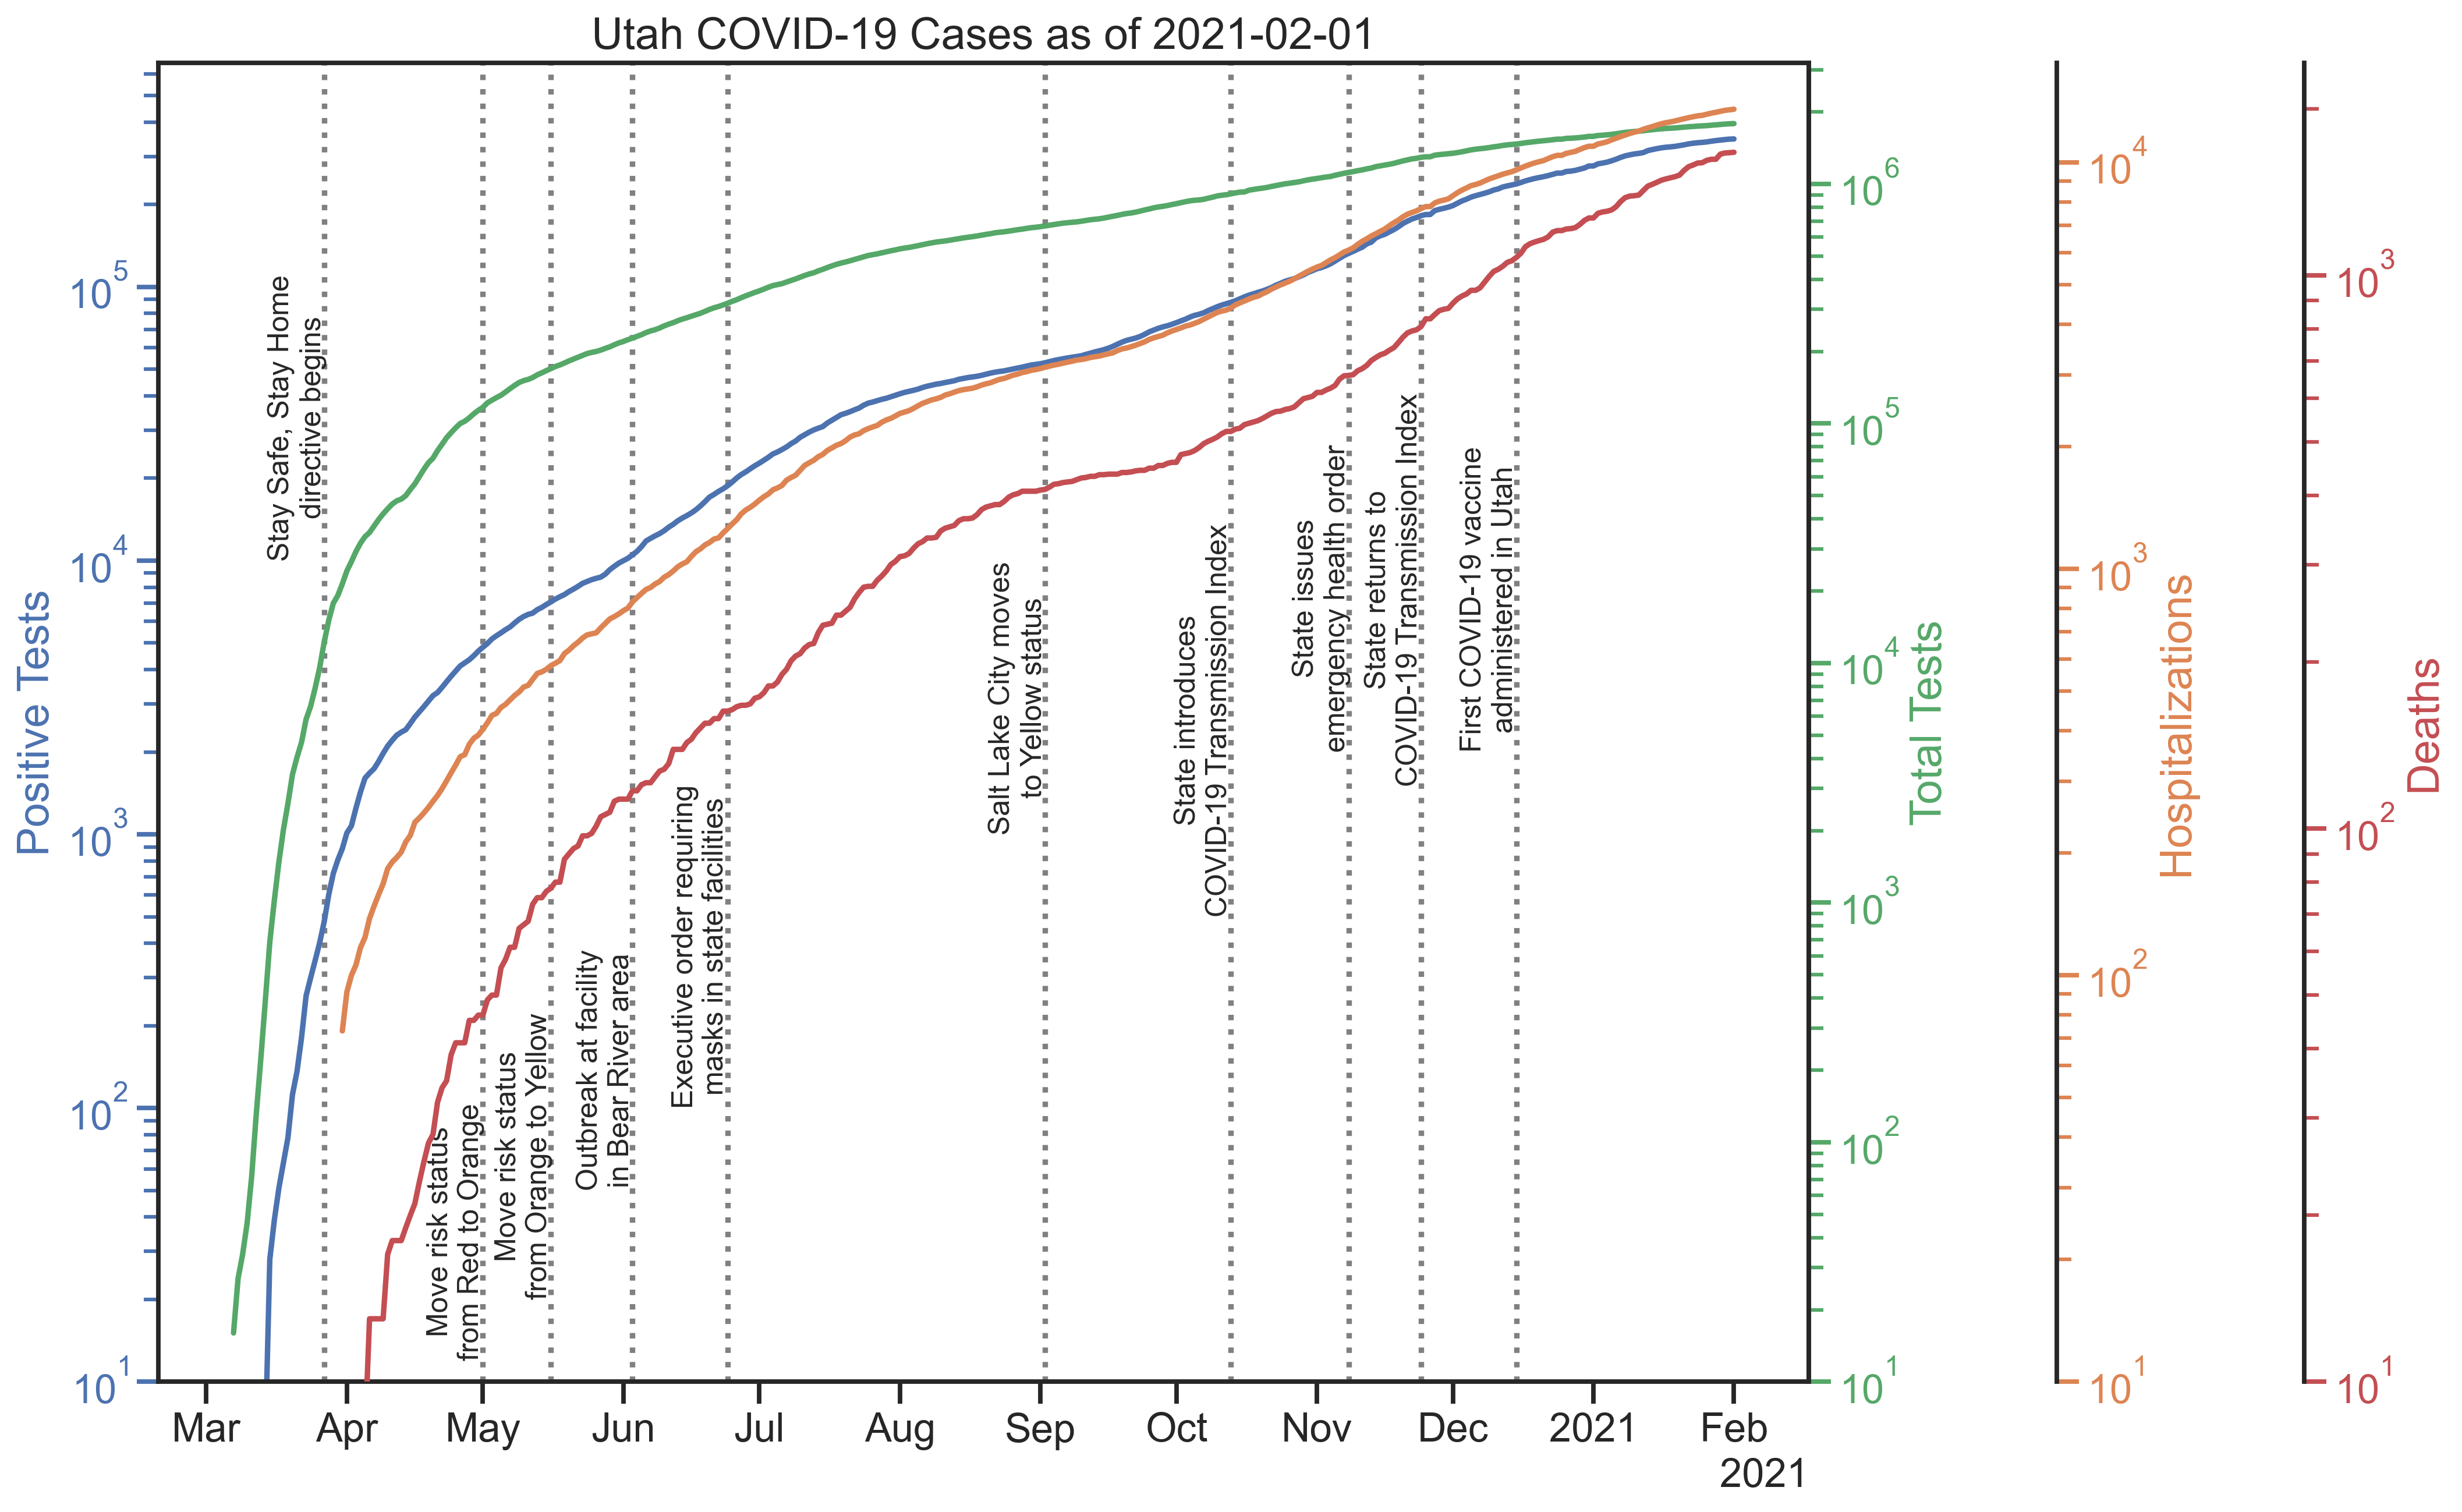 Utah COVID-19 Cases as of 2021-02-01
Positive Tests
10^5
10^4
10^3
10^2
10^1
Stay Safe, Stay Home
directive begins
Move risk status
from Red to Orange
Move risk status
from Orange to Yellow
Outbreak at facility
in Bear River area
Executive order requiring
masks in state facilities
Salt Lake City moves
to Yellow status
State introduces
COVID-19 Transmission Index
State issues
emergency health order
State returns to
COVID-19 Transmission Index
First COVID-19 vaccine
administered in Utah
10^6
10^5
10^4
10^3
10^2
10^1
Total Tests
10^4
10^3
10^2
10^1
Hospitalizations
10^3
10^2
10^1
Deaths
Mar Apr May Jun Jul Aug Sep Oct Nov Dec 2021 Feb
2021